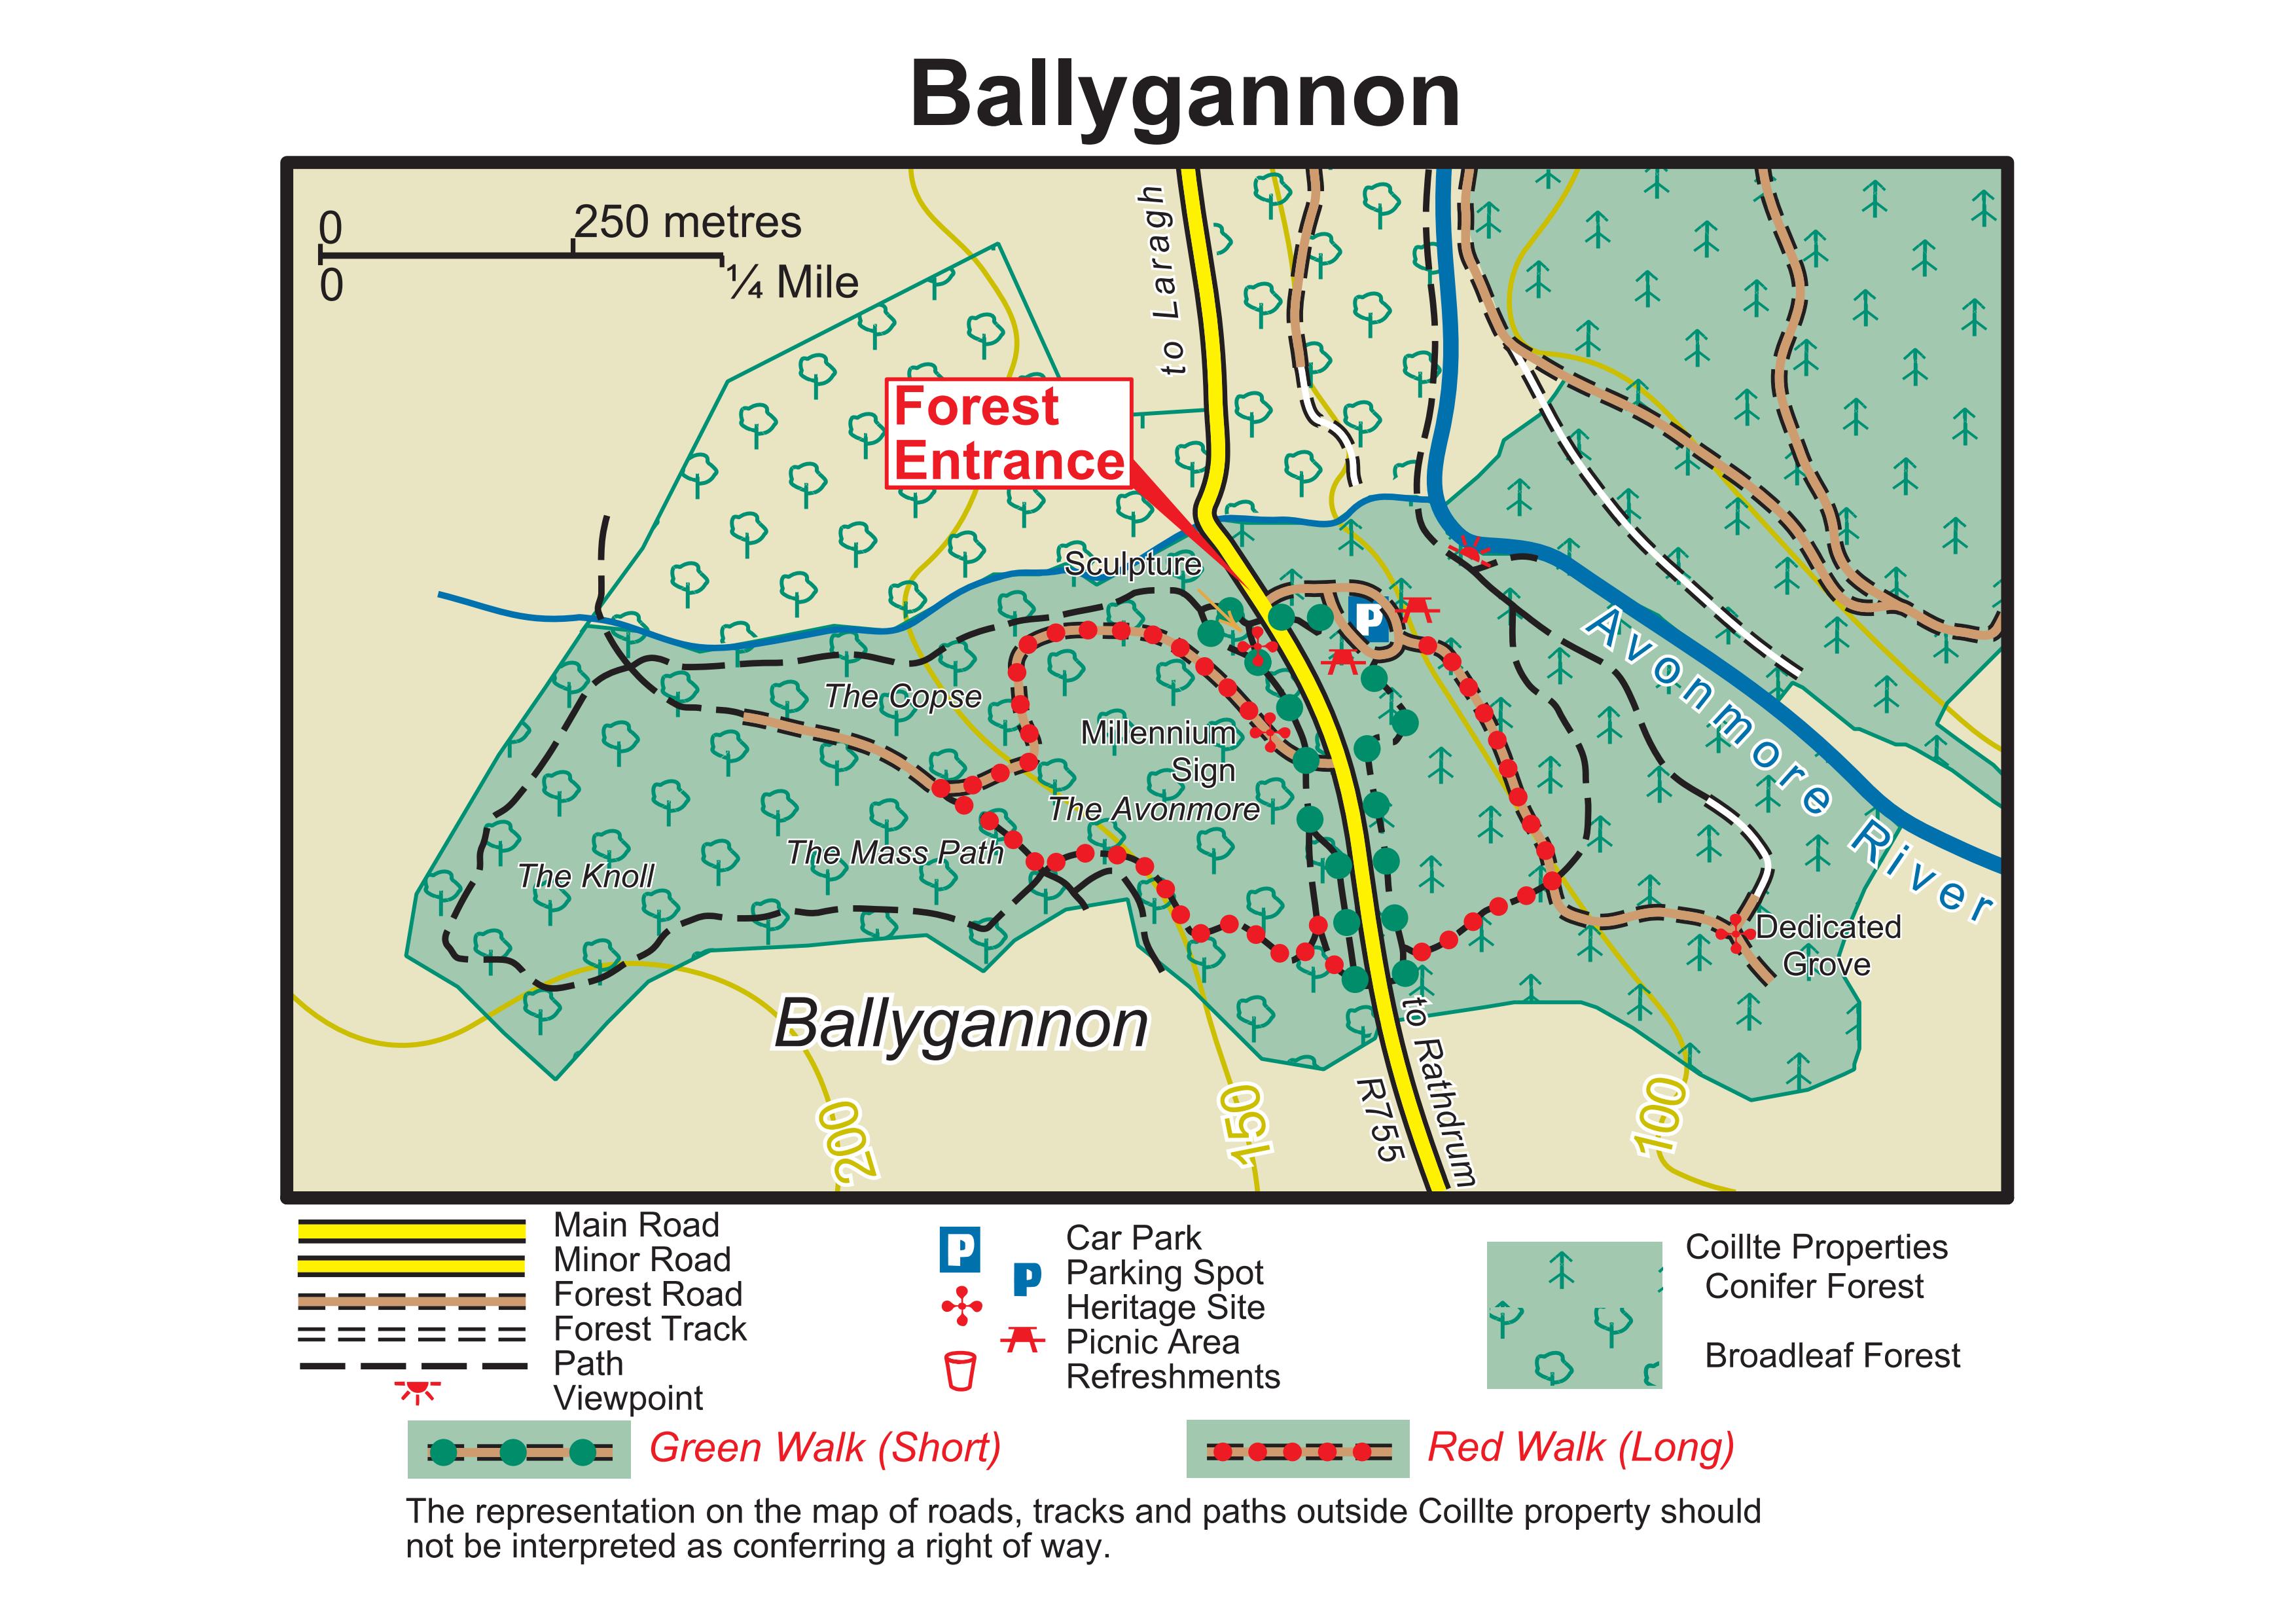 Ballygannon
0
250 metres
0
¼ Mile
to Laragh
Forest
Entrance
Sculpture
P
The Copse
Millennium
Sign
The Avonmore
The Mass Path
The Knoll
Avonmore River
Dedicated
Grove
Ballygannon
to Rathdrum
R755
200
150
100
Main Road
Minor Road
Forest Road
Forest Track
Path
Viewpoint
P
P
Car Park
Parking Spot
Heritage Site
Picnic Area
Refreshments
Coillte Properties
Conifer Forest
Broadleaf Forest
Green Walk (Short)
Red Walk (Long)
The representation on the map of roads, tracks and paths outside Coillte property should
not be interpreted as conferring a right of way.